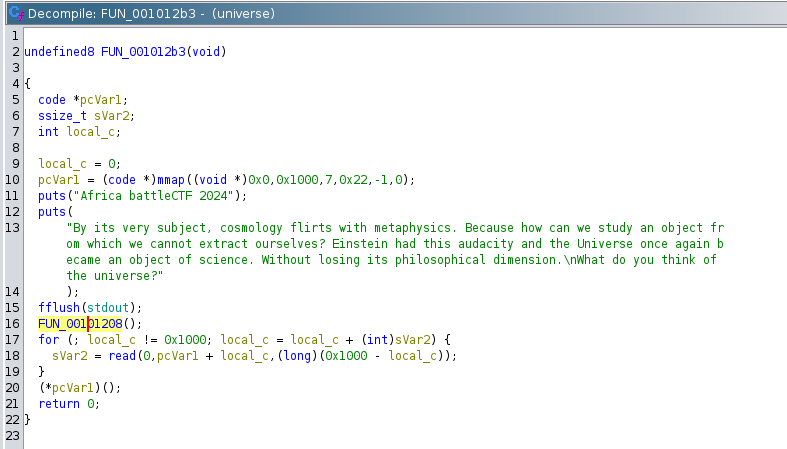 Decompile: FUN_001012b3 - (universe)
1
2 undefined8 FUN_001012b3(void)
3
4 {
5 code *pcVar1;
6 ssize_t sVar2;
7 int local_c;
8
9 local_c = 0;
10 pcVar1 = (code *)mmap((void *)0x0,0x1000,7,0x22,-1,0);
11 puts("Africa battleCTF 2024");
12 puts(
13 "By its very subject, cosmology flirts with metaphysics. Because how can we study an object fr
om which we cannot extract ourselves? Einstein had this audacity and the Universe once again b
ecame an object of science. Without losing its philosophical dimension.\nWhat do you think of
the universe?"
14 );
15 fflush(stdout);
16 FUN_00101208();
17 for (; local_c != 0x1000; local_c = local_c + (int)sVar2) {
18 sVar2 = read(0,pcVar1 + local_c,(long)(0x1000 - local_c));
19 }
20 (*pcVar1)();
21 return 0;
22 }
23